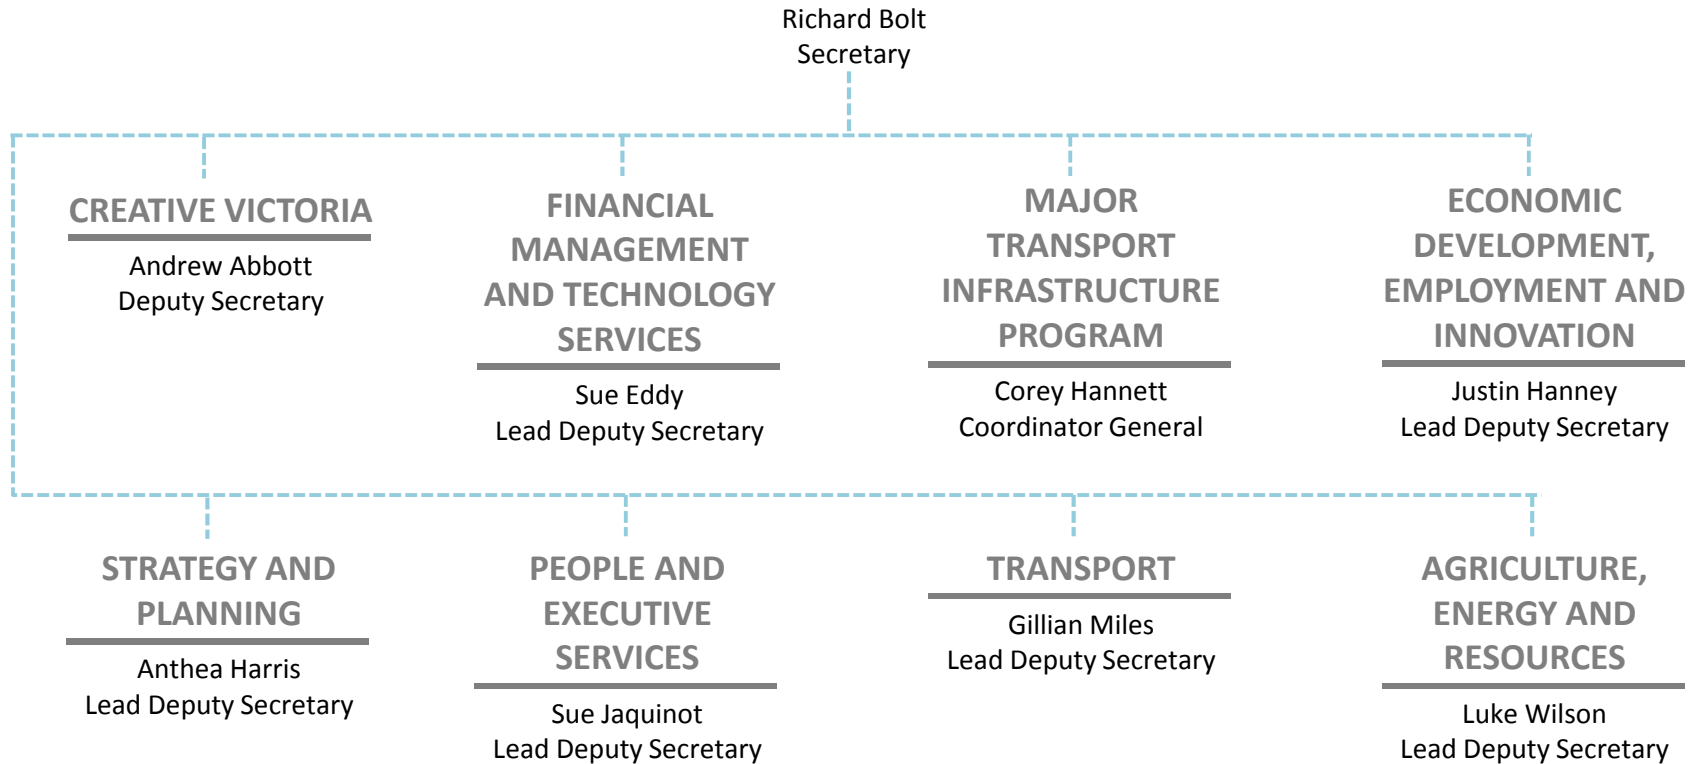 Richard Bolt
Secretary
CREATIVE VICTORIA
Andrew Abbott
Deputy Secretary
FINANCIAL
MANAGEMENT
AND TECHNOLOGY
SERVICES
Sue Eddy
Lead Deputy Secretary
MAJOR
TRANSPORT
INFRASTRUCTURE
PROGRAM
Corey Hannett
Coordinator General
ECONOMIC
DEVELOPMENT,
EMPLOYMENT AND
INNOVATION
Justin Hanney
Lead Deputy Secretary
STRATEGY AND
PLANNING
Anthea Harris
Lead Deputy Secretary
PEOPLE AND
EXECUTIVE
SERVICES
Sue Jaquinot
Lead Deputy Secretary
TRANSPORT
Gillian Miles
Lead Deputy Secretary
AGRICULTURE,
ENERGY AND
RESOURCES
Luke Wilson
Lead Deputy Secretary